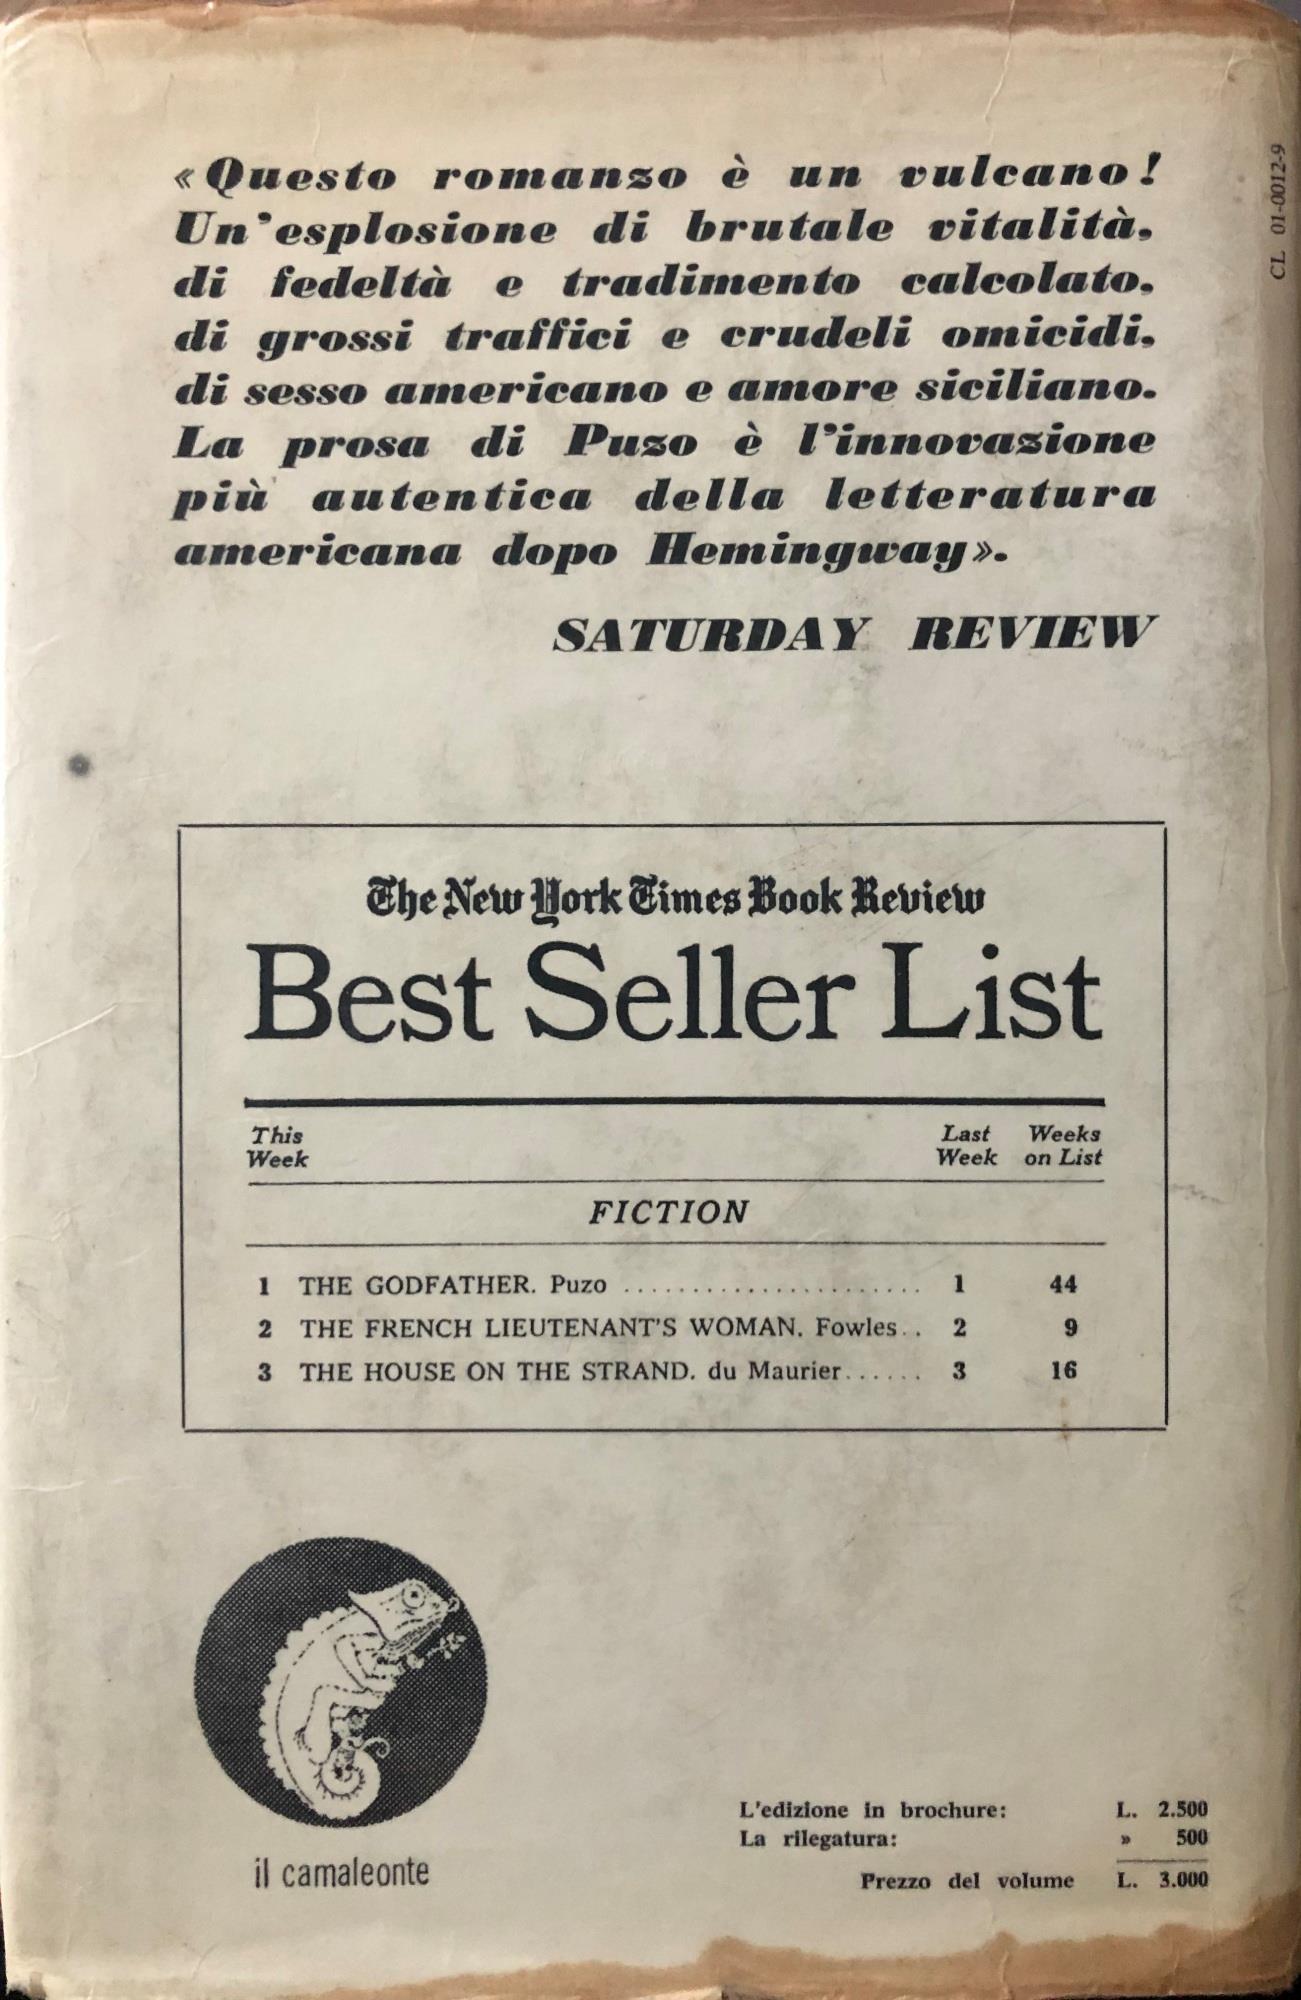 «Questo romanzo è un vulcano!
Un'esplosione di brutale vitalità,
di fedeltà e tradimento calcolato,
di grossi traffici e crudeli omicidi,
di sesso americano e amore siciliano.
La prosa di Puzo è l'innovazione
più autentica della letteratura
americana dopo Hemingway».
SATURDAY REVIEW
CL 01-0012-9
The New York Times Book Review
Best Seller List
This Week Last Week Weeks on List
FICTION
1 THE GODFATHER. Puzo ...................... 1 44
2 THE FRENCH LIEUTENANT'S WOMAN. Fowles.. 2 9
3 THE HOUSE ON THE STRAND. du Maurier...... 3 16
il camaleonte
L'edizione in brochure: L. 2.500
La rilegatura: » 500
Prezzo del volume L. 3.000